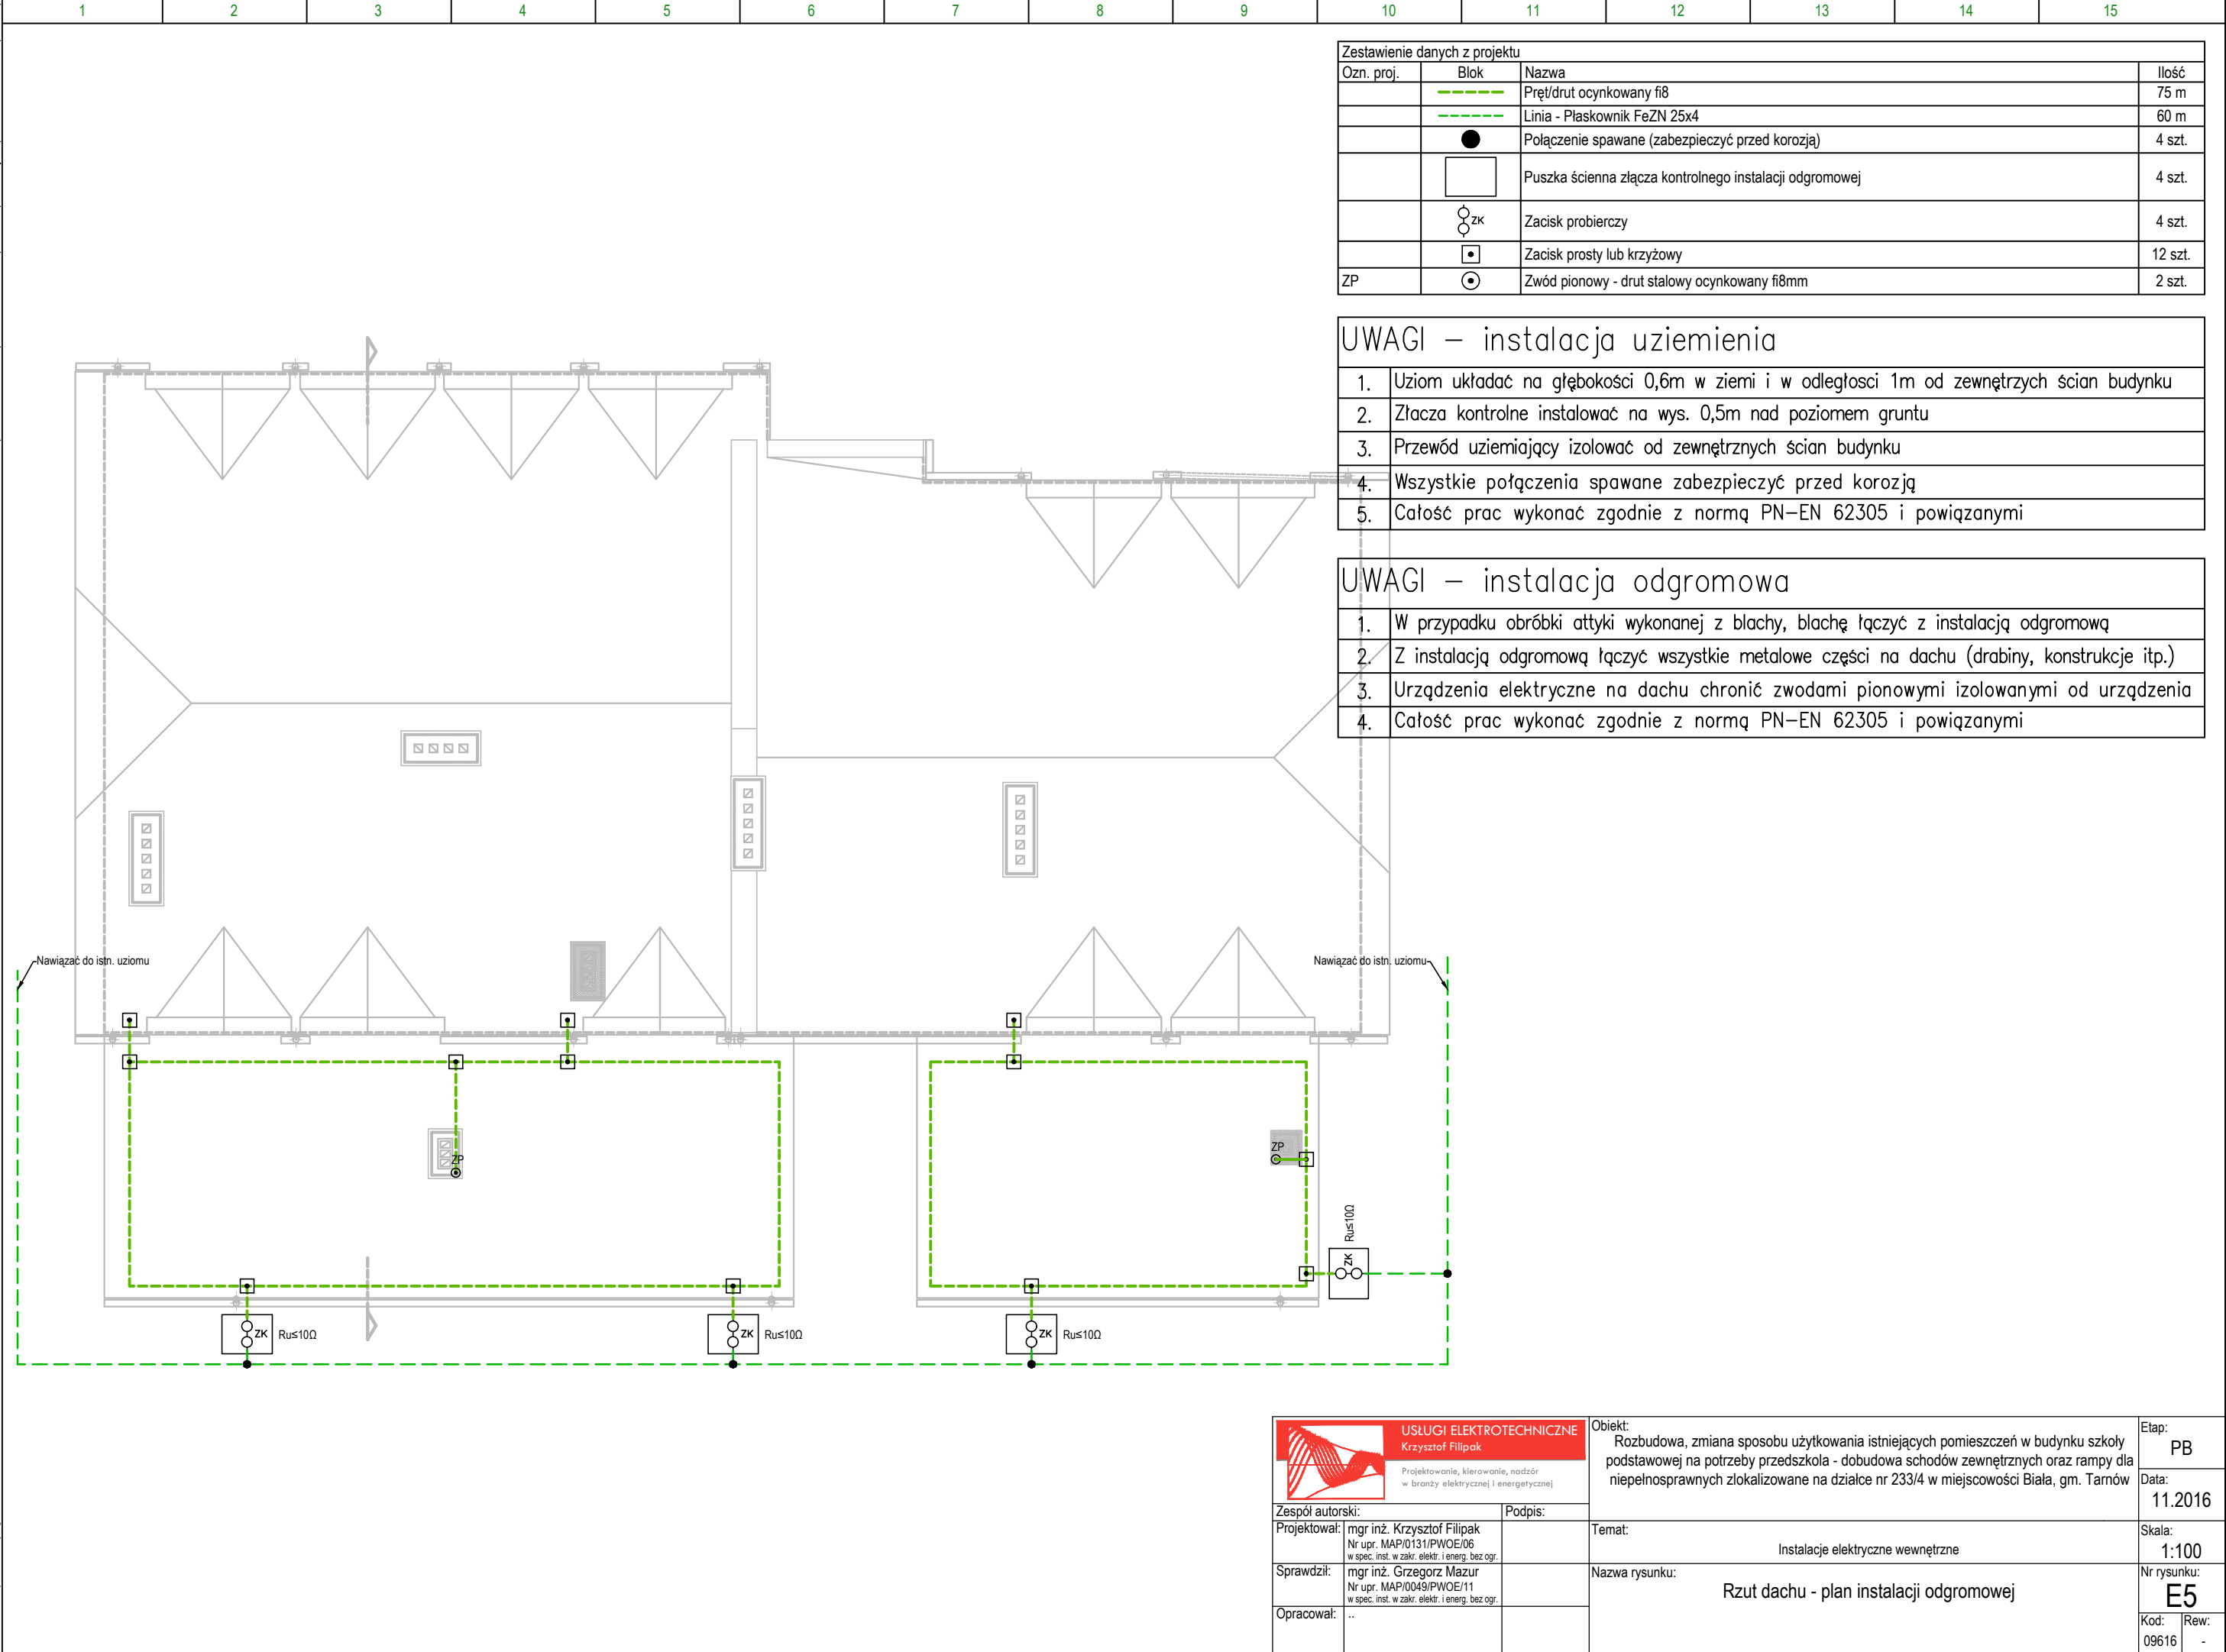 1 2 3 4 5 6 7 8 9 10 11 12 13 14 15
Zestawienie danych z projektu
Ozn. proj. Blok Nazwa Ilość
Pręt/drut ocynkowany fi8 75 m
Linia - Płaskownik FeZN 25x4 60 m
Połączenie spawane (zabezpieczyć przed korozją) 4 szt.
Puszka ścienna złącza kontrolnego instalacji odgromowej 4 szt.
ZK Zacisk probierczy 4 szt.
Zacisk prosty lub krzyżowy 12 szt.
ZP Zwód pionowy - drut stalowy ocynkowany fi8mm 2 szt.
UWAGI – instalacja uziemienia
1. Uziom układać na głębokości 0,6m w ziemi i w odległosci 1m od zewnętrzych ścian budynku
2. Złacza kontrolne instalować na wys. 0,5m nad poziomem gruntu
3. Przewód uziemiający izolować od zewnętrznych ścian budynku
4. Wszystkie połączenia spawane zabezpieczyć przed korozją
5. Całość prac wykonać zgodnie z normą PN–EN 62305 i powiązanymi
UWAGI – instalacja odgromowa
1. W przypadku obróbki attyki wykonanej z blachy, blachę łączyć z instalacją odgromową
2. Z instalacją odgromową łączyć wszystkie metalowe części na dachu (drabiny, konstrukcje itp.)
3. Urządzenia elektryczne na dachu chronić zwodami pionowymi izolowanymi od urządzenia
4. Całość prac wykonać zgodnie z normą PN–EN 62305 i powiązanymi
Nawiązać do istn. uziomu
Nawiązać do istn. uziomu
ZP
ZP
Ru≤10Ω
ZK
ZK Ru≤10Ω
ZK Ru≤10Ω
ZK Ru≤10Ω
USŁUGI ELEKTROTECHNICZNE
Krzysztof Filipak
Projektowanie, kierowanie, nadzór
w branży elektrycznej i energetycznej
Obiekt:
Rozbudowa, zmiana sposobu użytkowania istniejących pomieszczeń w budynku szkoły
podstawowej na potrzeby przedszkola - dobudowa schodów zewnętrznych oraz rampy dla
niepełnosprawnych zlokalizowane na działce nr 233/4 w miejscowości Biała, gm. Tarnów
Etap:
PB
Data:
11.2016
Zespół autorski: Podpis:
Projektował: mgr inż. Krzysztof Filipak
Nr upr. MAP/0131/PWOE/06
w spec. inst. w zakr. elektr. i energ. bez ogr.
Temat:
Instalacje elektryczne wewnętrzne
Skala:
1:100
Sprawdził: mgr inż. Grzegorz Mazur
Nr upr. MAP/0049/PWOE/11
w spec. inst. w zakr. elektr. i energ. bez ogr.
Nazwa rysunku:
Rzut dachu - plan instalacji odgromowej
Nr rysunku:
E5
Opracował: ..
Kod: Rew:
09616 -